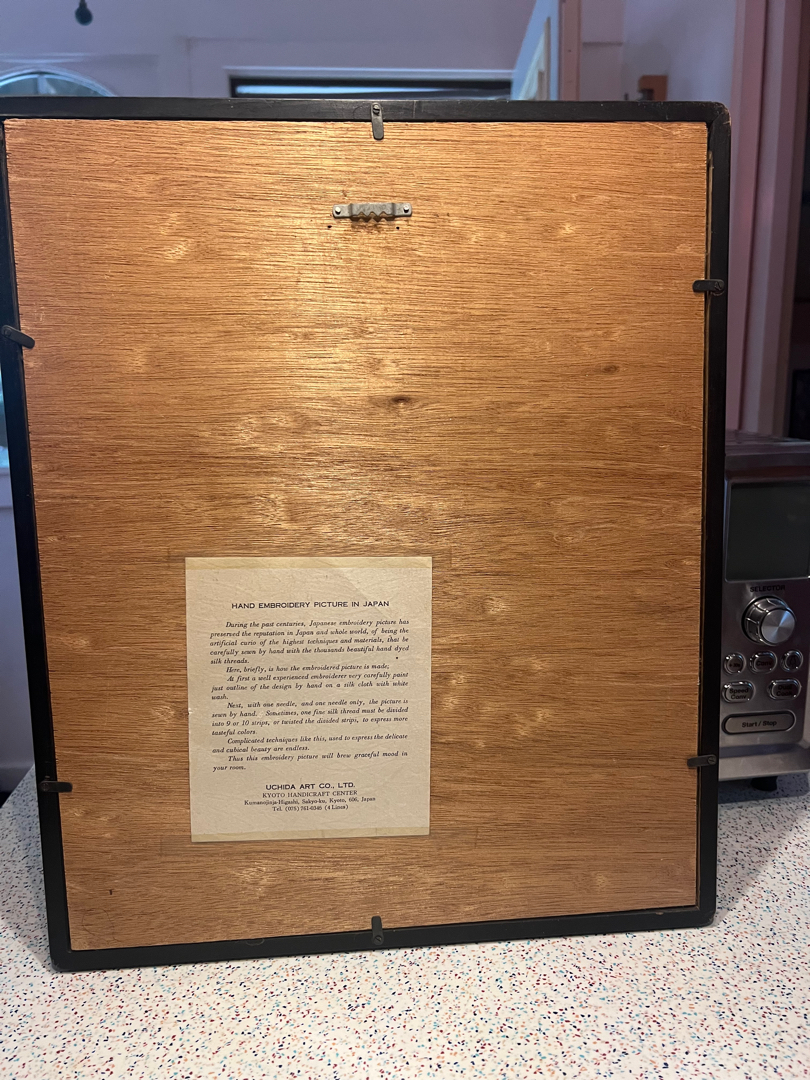 HAND EMBROIDERY PICTURE IN JAPAN
During the past centuries, Japanese embroidery picture has
preserved the reputation in Japan and whole world, of being the
artificial curio of the highest techniques and materials, that be
carefully sewn by hand with the thousands beautiful hand dyed
silk threads.
Here, briefly, is how the embroidered picture is made;
At first a well experienced embroiderer very carefully paint
just outline of the design by hand on a silk cloth with white
wash.
Next, with one needle, and one needle only, the picture is
sewn by hand. Sometimes, one fine silk thread must be divided
into 9 or 10 strips, or twisted the divided strips, to express more
tasteful colors
Complicated techniques like this, used to express the delicate
and cubical beauty are endless.
Thus this embroidery picture will brew graceful mood in
your room.
UCHIDA ART CO., LTD.
KYOTO HANDICRAFT CENTER
Kumanojinja-Higashi, Sakyo-ku, Kyoto, 606, Japan
Tel. (075) 761-0345 (4 Lines)
SELECTOR
Start / Stop